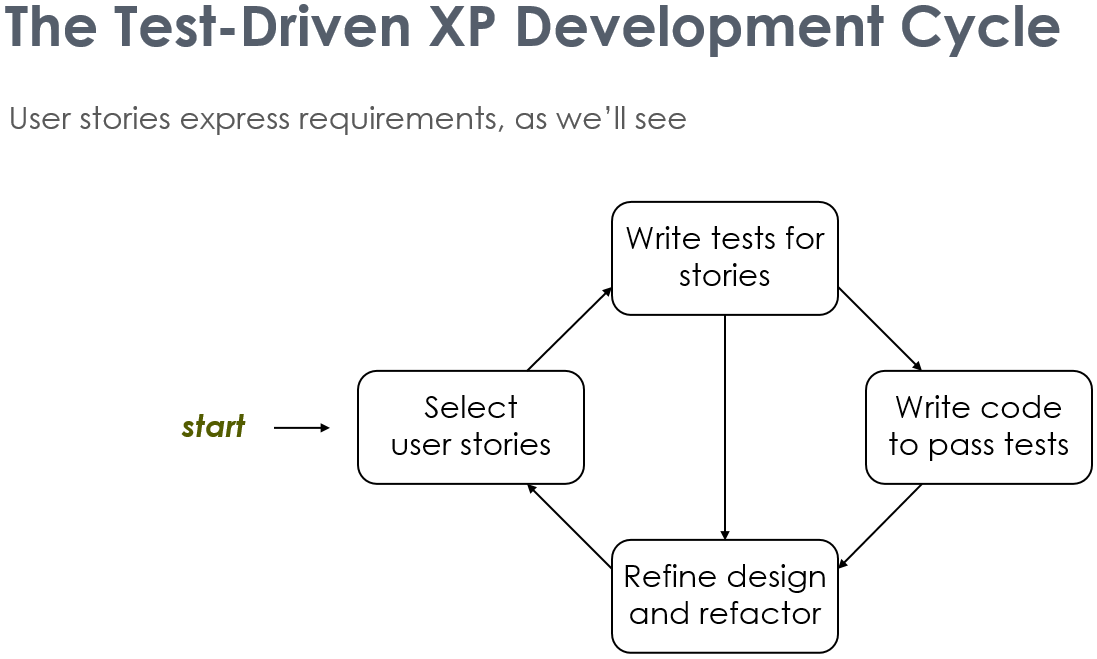 The Test-Driven XP Development Cycle
User stories express requirements, as we’ll see
Write tests for
stories
start
Select
user stories
Write code
to pass tests
Refine design
and refactor